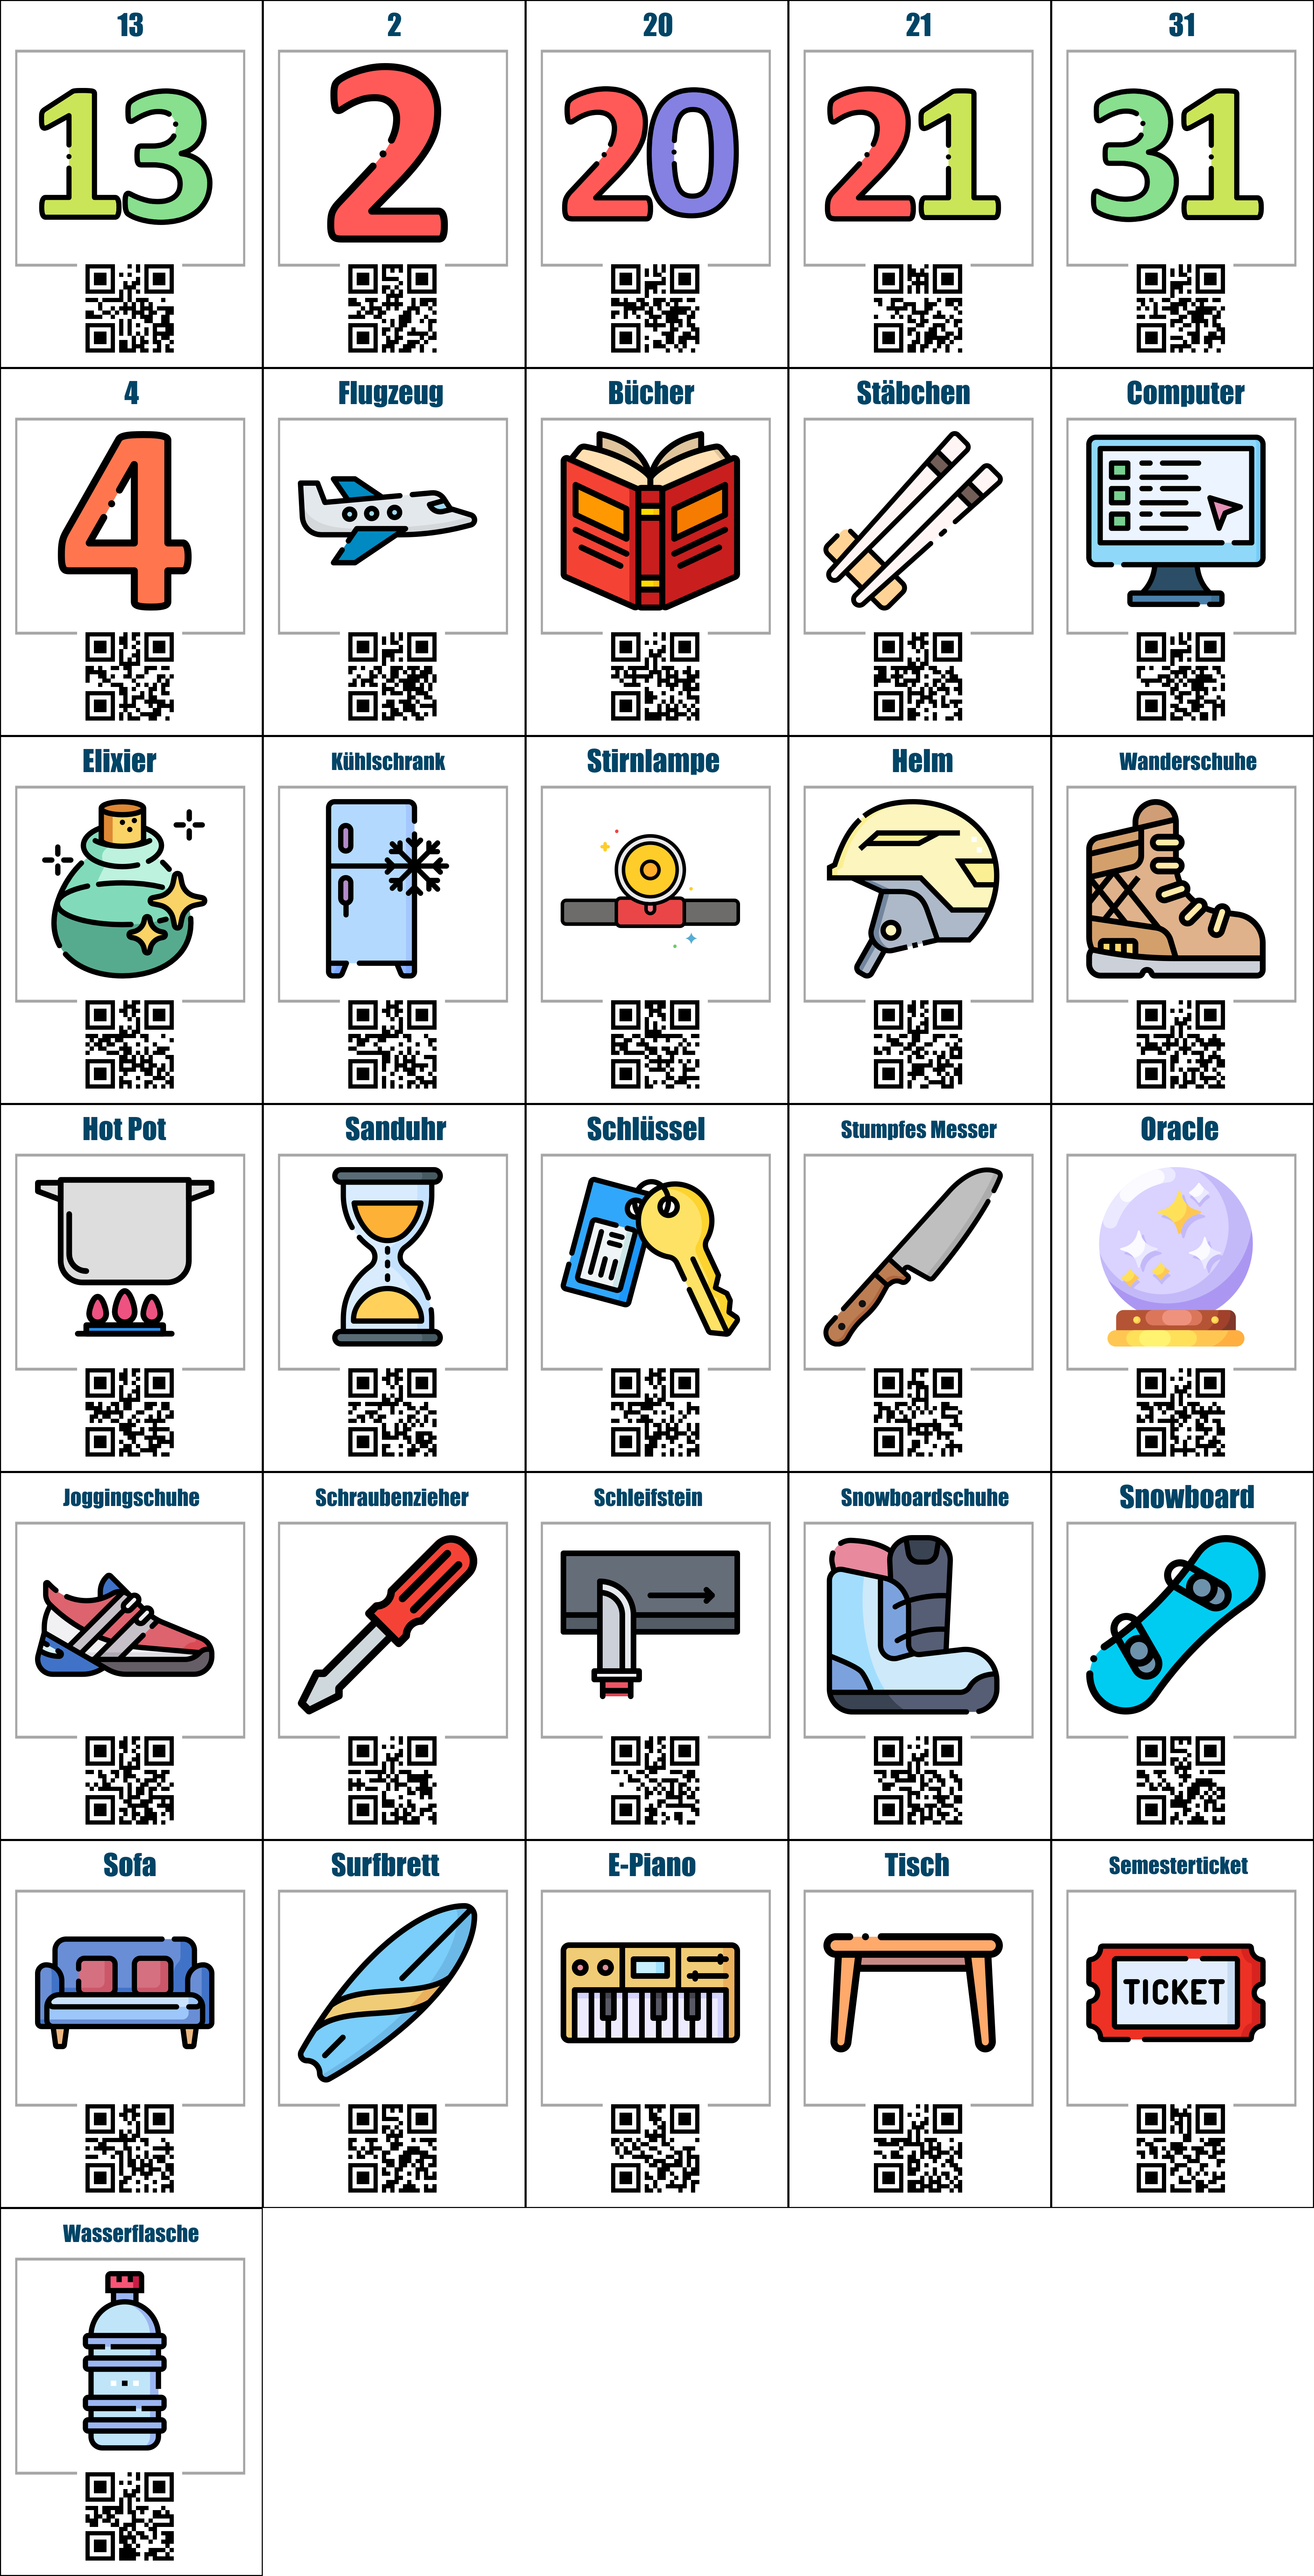 13
2
20
21
31
13
2
20
21
31
4
Flugzeug
Bücher
Stäbchen
Computer
4
Elixier
Kühlschrank
Stirnlampe
Helm
Wanderschuhe
Hot Pot
Sanduhr
Schlüssel
Stumpfes Messer
Oracle
Joggingschuhe
Schraubenzieher
Schleifstein
Snowboardschuhe
Snowboard
Sofa
Surfbrett
E-Piano
Tisch
Semesterticket
TICKET
Wasserflasche